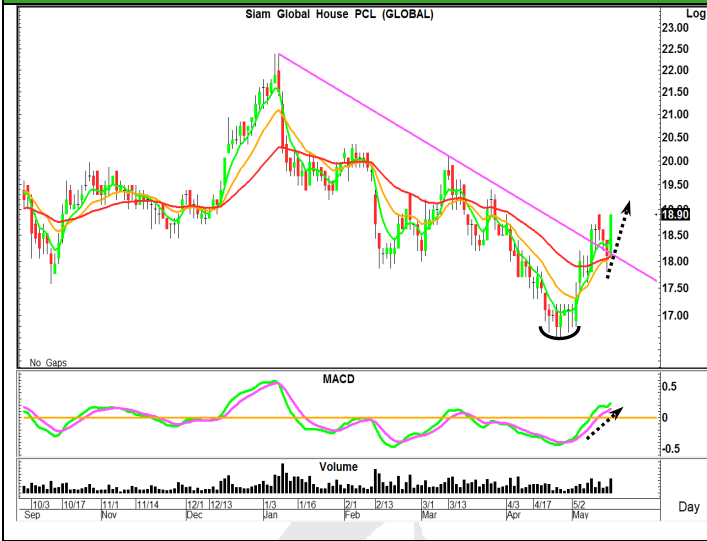 Siam Global House PCL (GLOBAL)
Log
23.00
22.50
22.00
21.50
21.00
20.50
20.00
19.50
18.90
18.50
18.00
17.50
17.00
No Gaps
MACD
0.5
0
-0.5
Volume
10/3 10/17 11/1 11/14 12/1 12/13 1/3 1/16 2/1 2/13 3/1 3/13 4/3 4/17 5/2
Sep Nov Dec Jan Feb Mar Apr May
Day